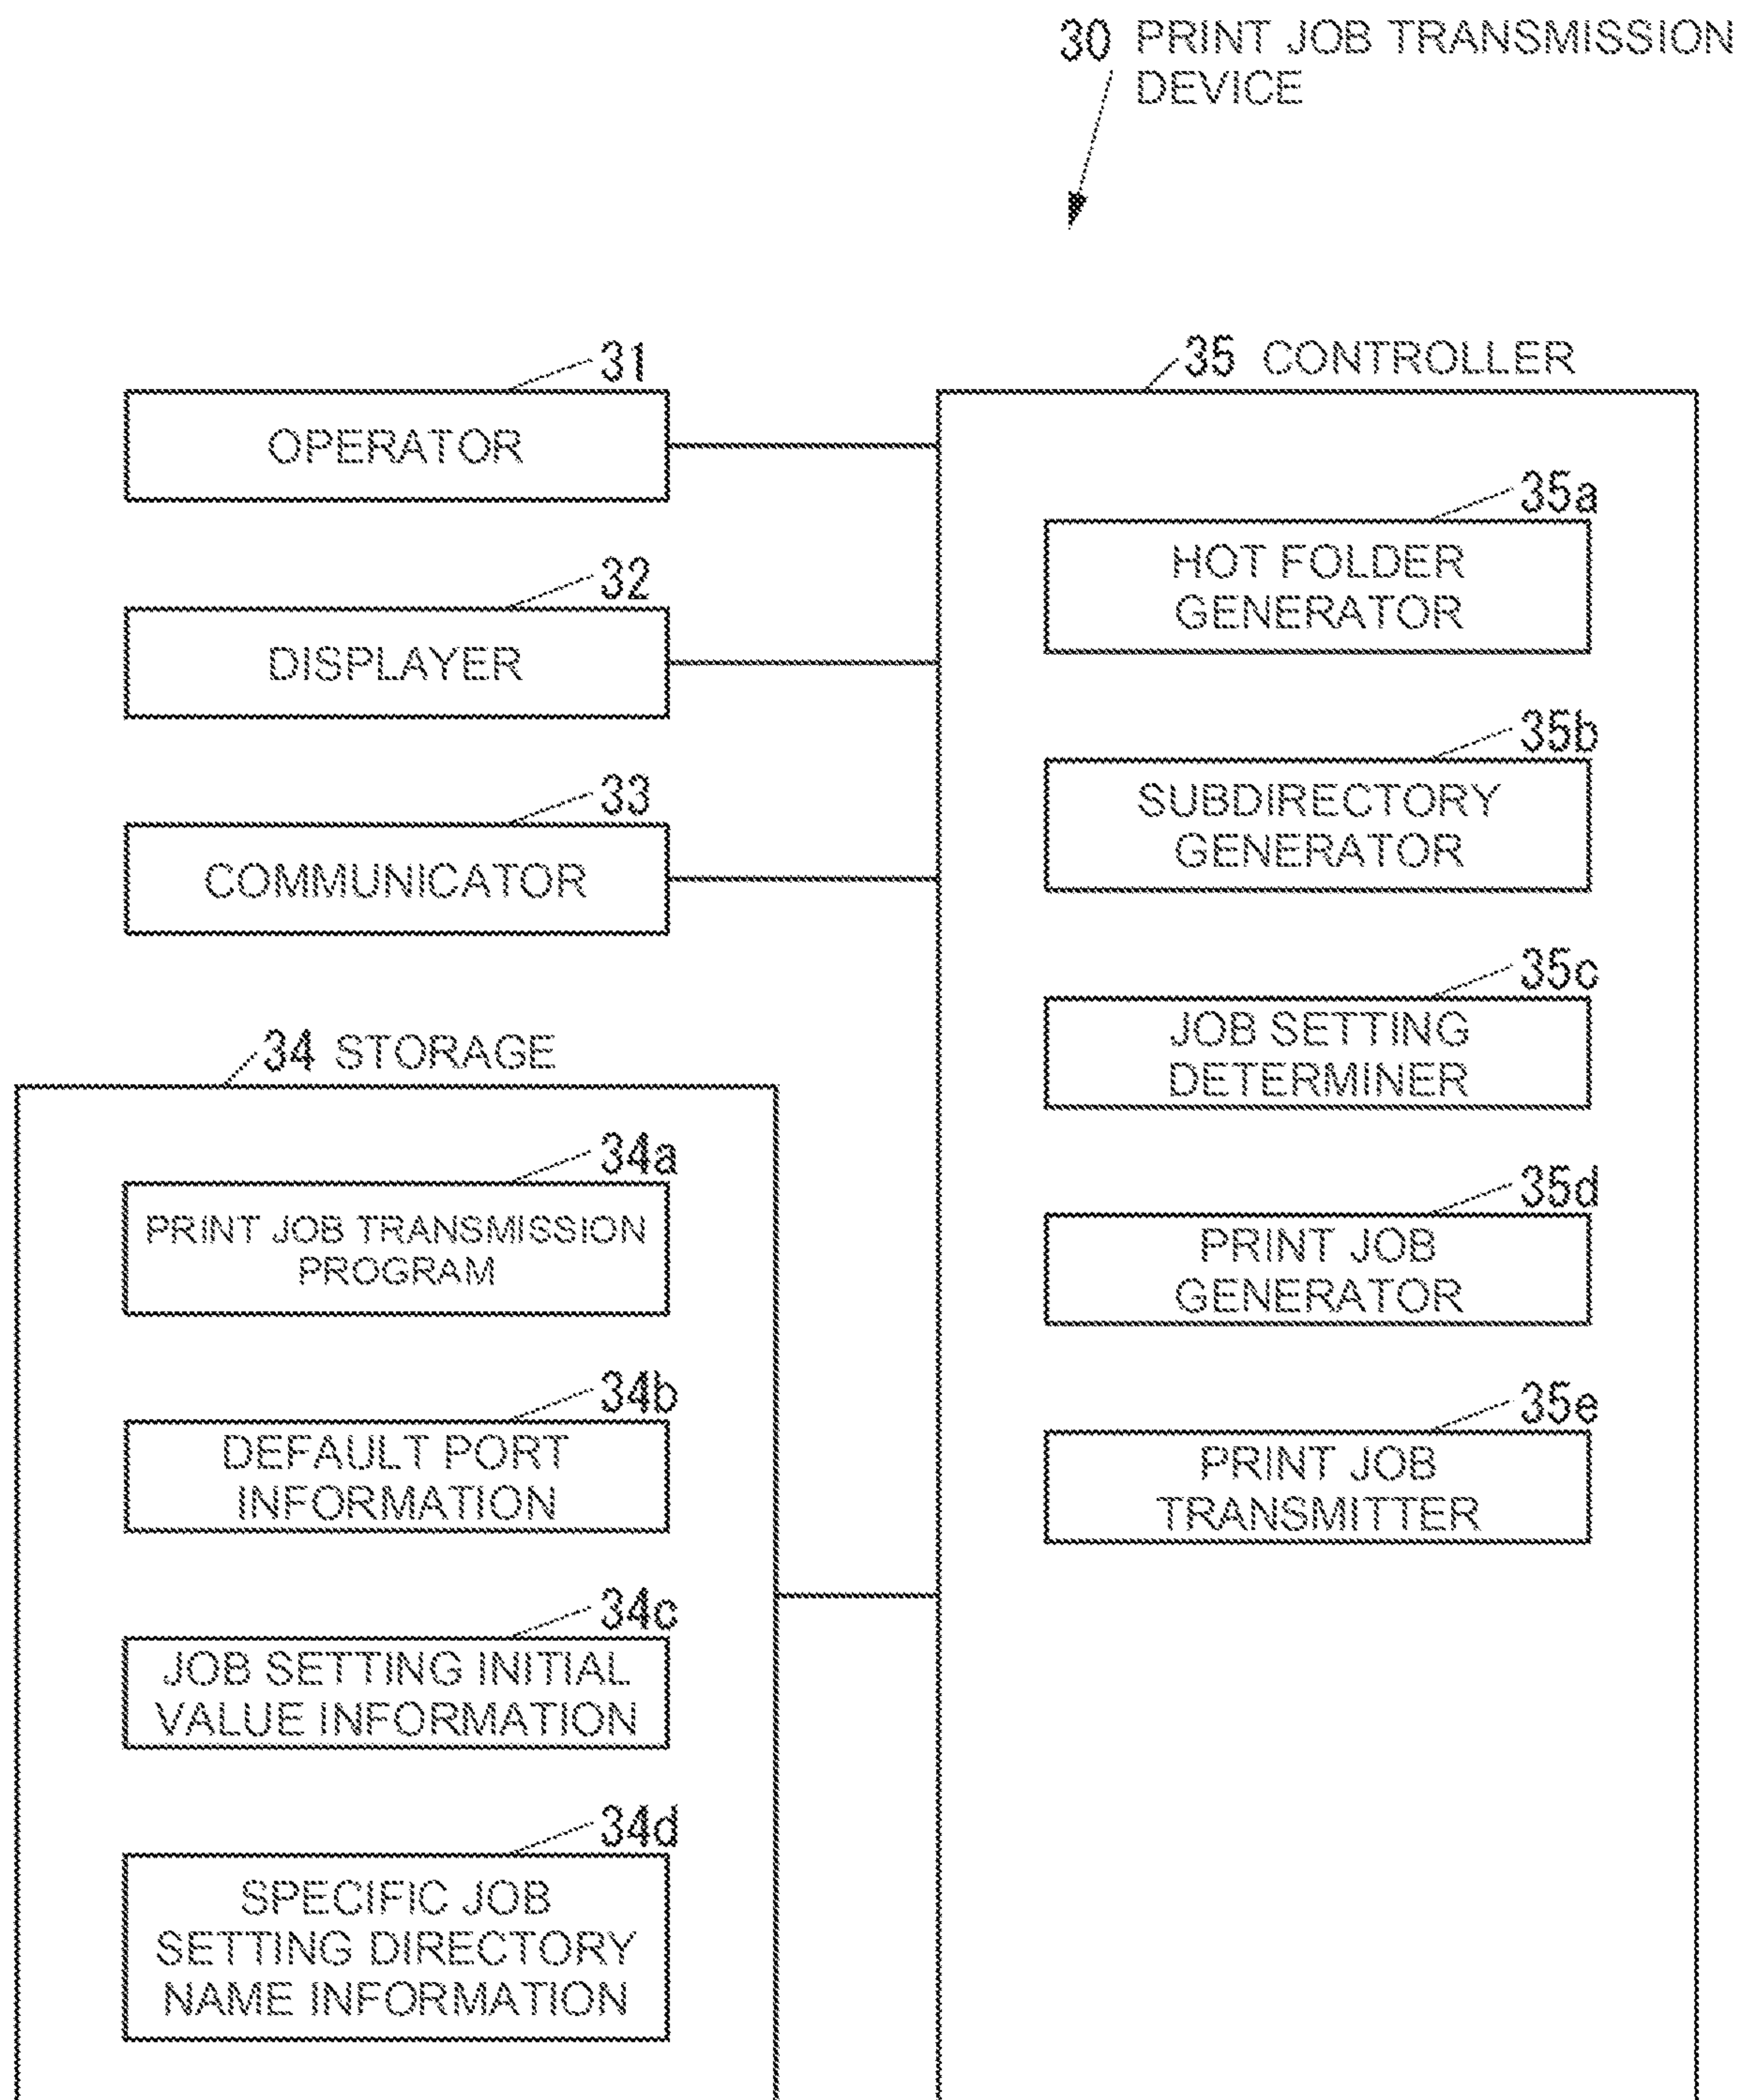 30 PRINT JOB TRANSMISSION
DEVICE
31
OPERATOR
32
DISPLAYER
33
COMMUNICATOR
34 STORAGE
34a
PRINT JOB TRANSMISSION
PROGRAM
34b
DEFAULT PORT
INFORMATION
34c
JOB SETTING INITIAL
VALUE INFORMATION
34d
SPECIFIC JOB
SETTING DIRECTORY
NAME INFORMATION
35 CONTROLLER
35a
HOT FOLDER
GENERATOR
35b
SUBDIRECTORY
GENERATOR
35c
JOB SETTING
DETERMINER
35d
PRINT JOB
GENERATOR
35e
PRINT JOB
TRANSMITTER